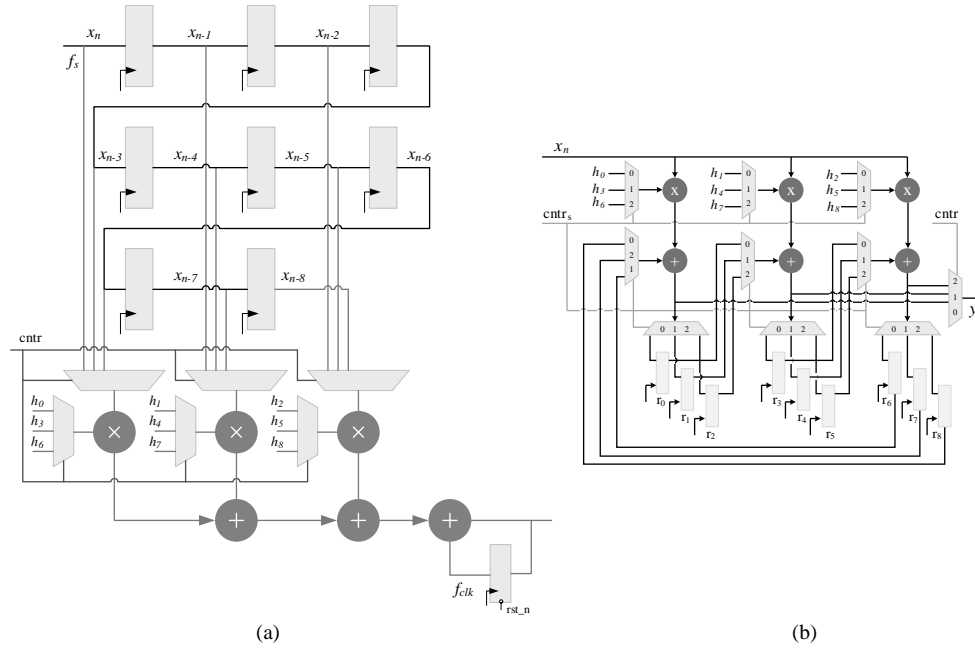 xn xn-1 xn-2
fs
xn-3 xn-4 xn-5 xn-6
xn-7 xn-8
cntr
h0 h1 h2
h3 h4 h5
h6 h7 h8
× × ×
+ + +
fclk
rst_n
(a)
xn
h0 0 h1 0 h2 0
h3 1 x h4 1 x h5 1 x
h6 2 h7 2 h8 2
cntrs cntr
0 0 0
2 + 1 + 1 +
1 2 2
2
1
0
y
0 1 2 0 1 2 0 1 2
r0 r3 r6
r1 r4 r7
r2 r5 r8
(b)